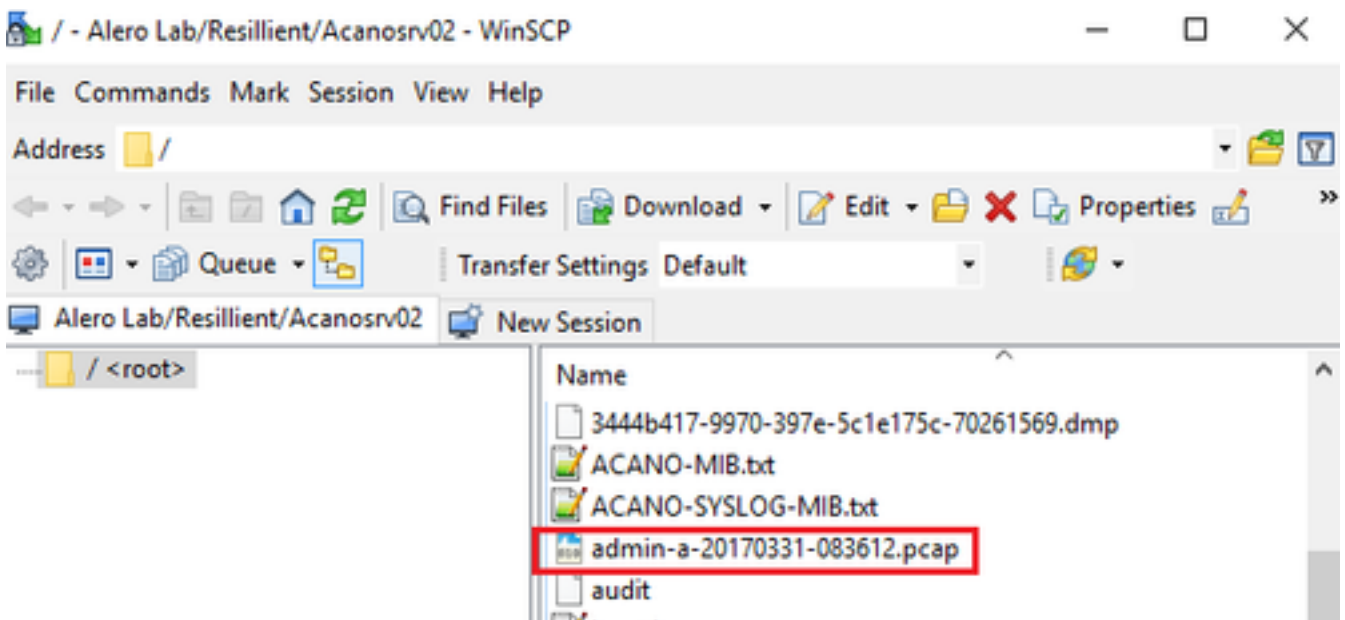 / - Alero Lab/Resillient/Acanosrv02 - WinSCP
File Commands Mark Session View Help
Address / 
Find Files Download Edit Properties »
Queue Transfer Settings Default
Alero Lab/Resillient/Acanosrv02 New Session
/ <root>
Name
3444b417-9970-397e-5c1e175c-70261569.dmp
ACANO-MIB.txt
ACANO-SYSLOG-MIB.txt
admin-a-20170331-083612.pcap
audit